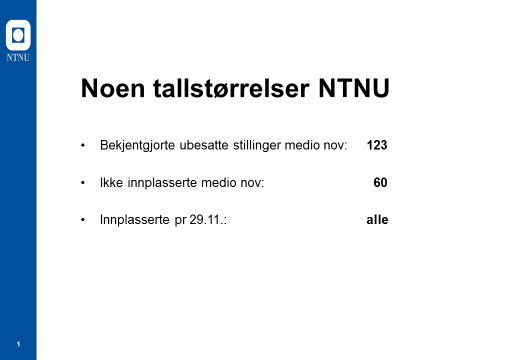 NTNU
Noen tallstørrelser NTNU
• Bekjentgjorte ubesatte stillinger medio nov: 123
• Ikke innplasserte medio nov: 60
• Innplasserte pr 29.11.: alle
1